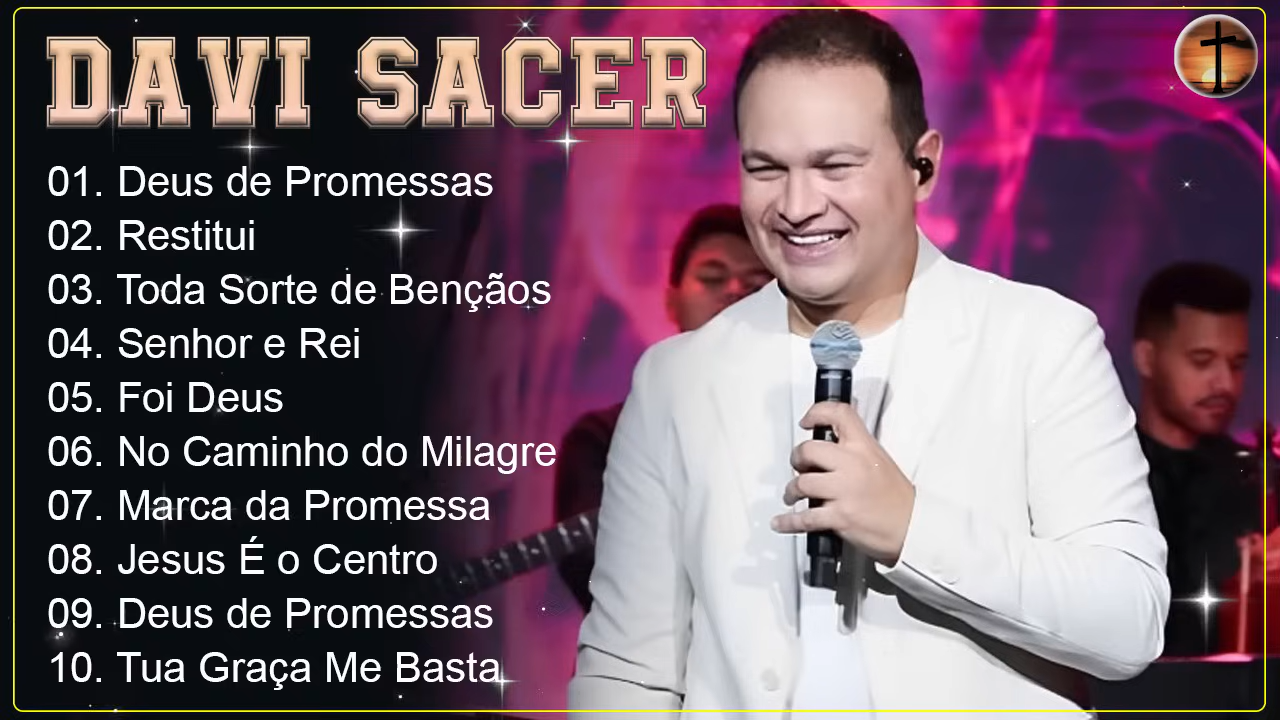 DAVI SACER
01. Deus de Promessas
02. Restitui
03. Toda Sorte de Bençãos
04. Senhor e Rei
05. Foi Deus
06. No Caminho do Milagre
07. Marca da Promessa
08. Jesus É o Centro
09. Deus de Promessas
10. Tua Graça Me Basta